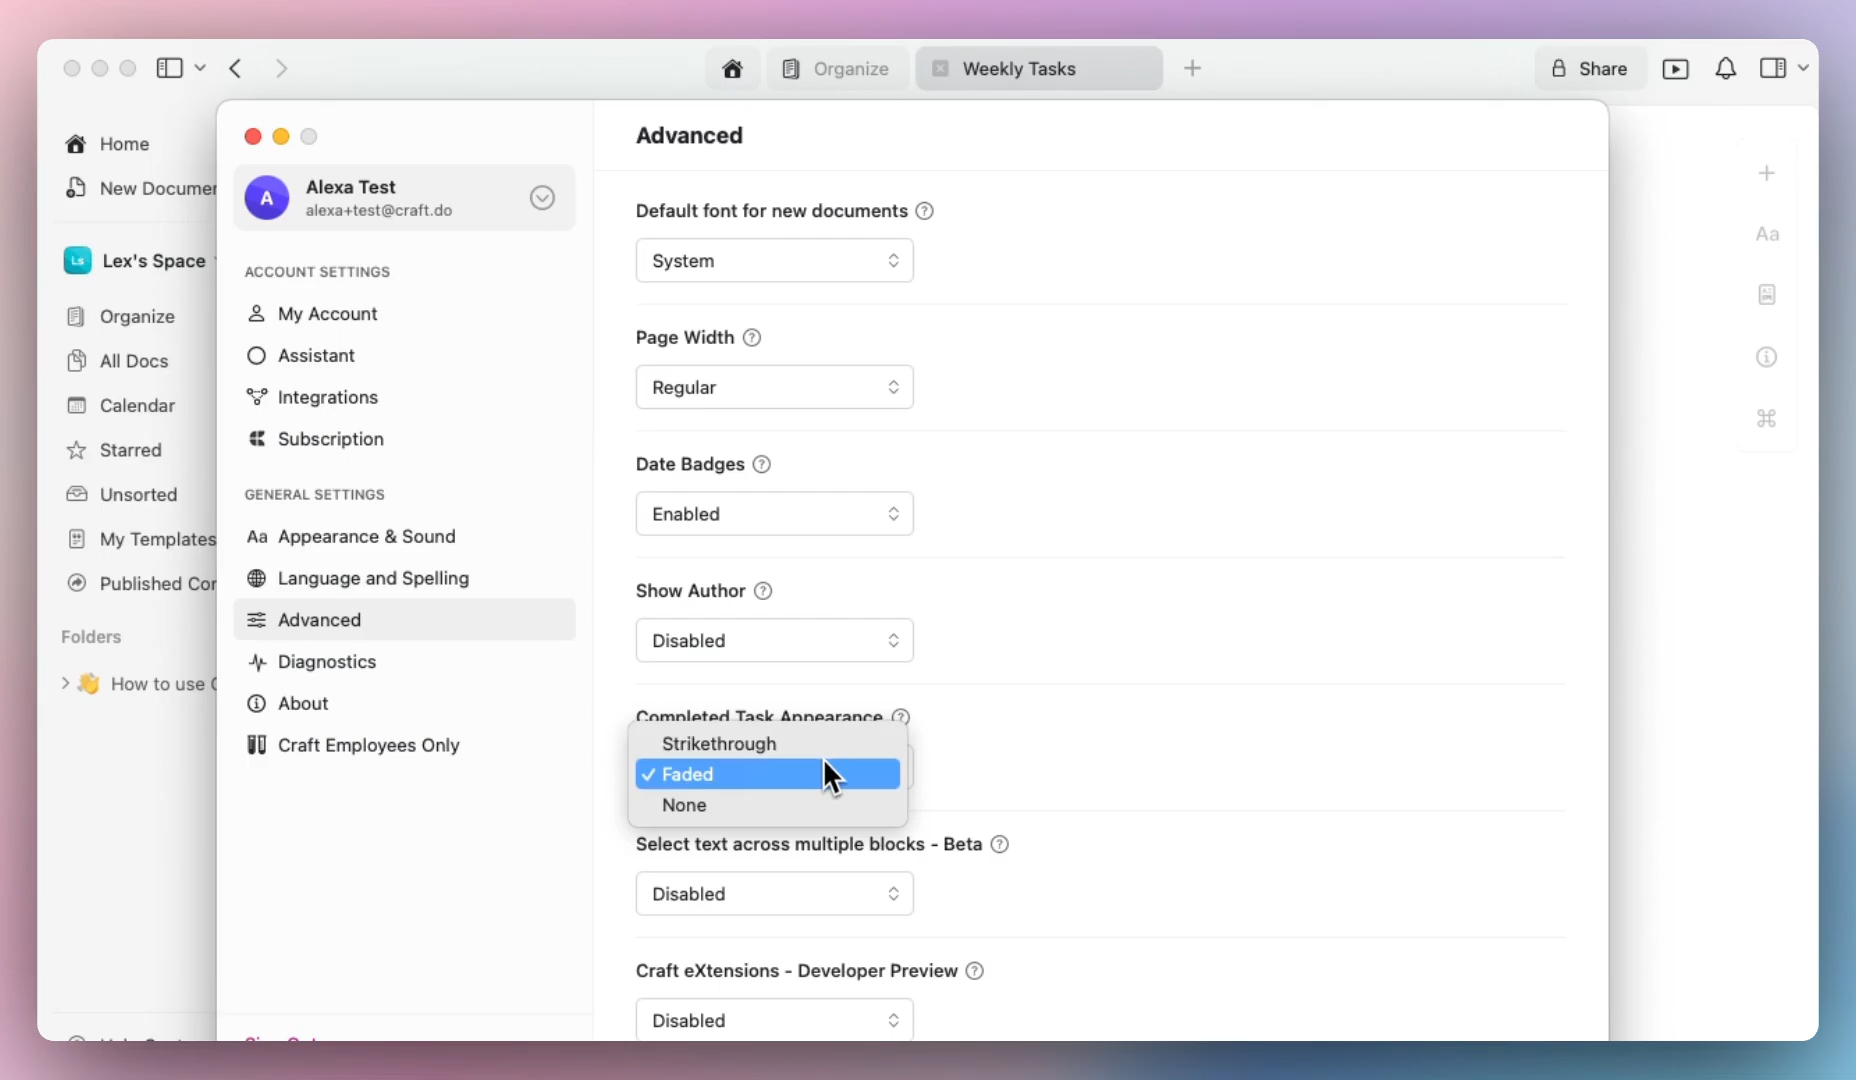 Organize
Weekly Tasks
Share
Home
New Documen
Ls
Lex's Space
Organize
All Docs
Calendar
Starred
Unsorted
My Templates
Published Cor
Folders
👋 How to use C
A
Alexa Test
alexa+test@craft.do
ACCOUNT SETTINGS
My Account
Assistant
Integrations
Subscription
GENERAL SETTINGS
Aa Appearance & Sound
Language and Spelling
Advanced
Diagnostics
About
Craft Employees Only
Advanced
Default font for new documents ?
System
Page Width ?
Regular
Date Badges ?
Enabled
Show Author ?
Disabled
Completed Task Appearance ?
Strikethrough
✓ Faded
None
Select text across multiple blocks - Beta ?
Disabled
Craft eXtensions - Developer Preview ?
Disabled
Aa